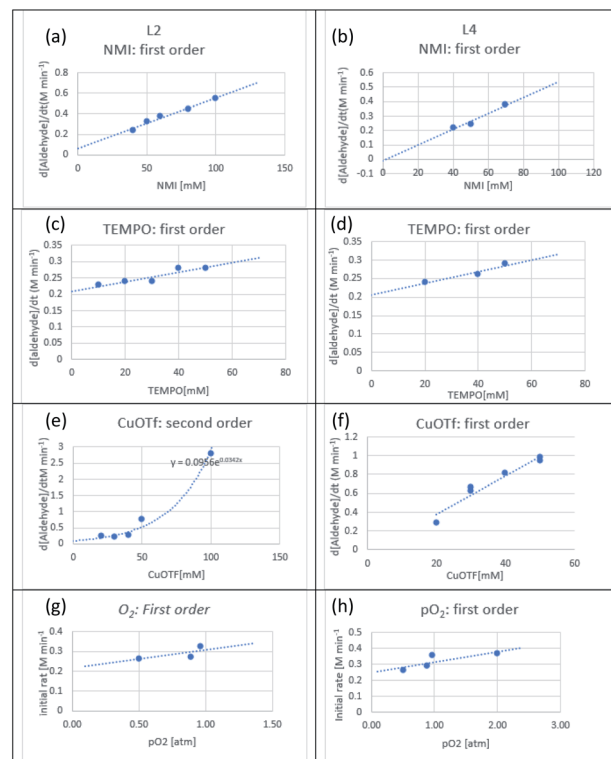 (a)
L2
NMI: first order
d[Aldehyde]/dt(M min⁻¹)
0.8
0.6
0.4
0.2
0
0
50
100
150
NMI [mM]
(b)
L4
NMI: first order
d[Aldehyde]/dt (M min⁻¹)
0.6
0.5
0.4
0.3
0.2
0.1
0
-0.1
0
20
40
60
80
100
120
NMI [mM]
(c)
TEMPO: first order
d[aldehyde]/dt (M min⁻¹)
0.35
0.3
0.25
0.2
0.15
0.1
0.05
0
0
20
40
60
80
TEMPO[mM]
(d)
TEMPO: first order
d[aldehyde]/dt (M min⁻¹)
0.35
0.3
0.25
0.2
0.15
0.1
0.05
0
0
20
40
60
80
TEMPO[mM]
(e)
CuOTf: second order
d[Aldehyde]/dtM min⁻¹)
3
2.5
2
1.5
1
0.5
0
y = 0.0956e^0.0342x
0
50
100
150
CuOTF[mM]
(f)
CuOTf: first order
d[Aldehyde]/dt (M min⁻¹)
1.2
1
0.8
0.6
0.4
0.2
0
0
20
40
60
CuOTF[mM]
(g)
O₂: First order
Initial rat [M min⁻¹
0.4
0.3
0.2
0.1
0
0.00
0.50
1.00
1.50
pO2 [atm]
(h)
pO₂: first order
Initial rate [M min⁻¹
0.5
0.4
0.3
0.2
0.1
0
0.00
1.00
2.00
3.00
pO2 [atm]